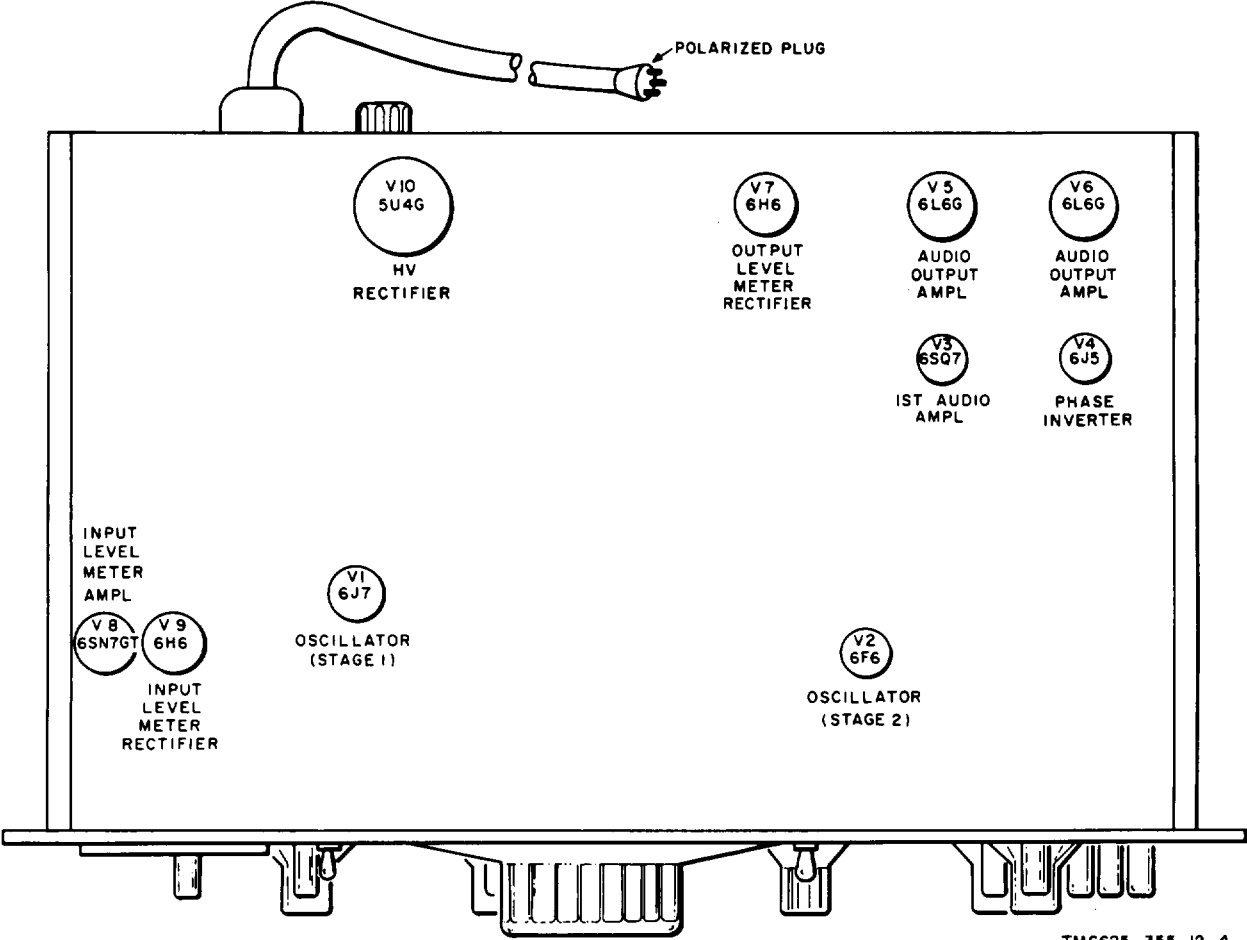 POLARIZED PLUG
V10
5U4G
HV
RECTIFIER
V7
6H6
OUTPUT
LEVEL
METER
RECTIFIER
V5
6L6G
AUDIO
OUTPUT
AMPL
V6
6L6G
AUDIO
OUTPUT
AMPL
V3
6SQ7
1ST AUDIO
AMPL
V4
6J5
PHASE
INVERTER
INPUT
LEVEL
METER
AMPL
V8
6SN7GT
V9
6H6
INPUT
LEVEL
METER
RECTIFIER
V1
6J7
OSCILLATOR
(STAGE 1)
V2
6F6
OSCILLATOR
(STAGE 2)